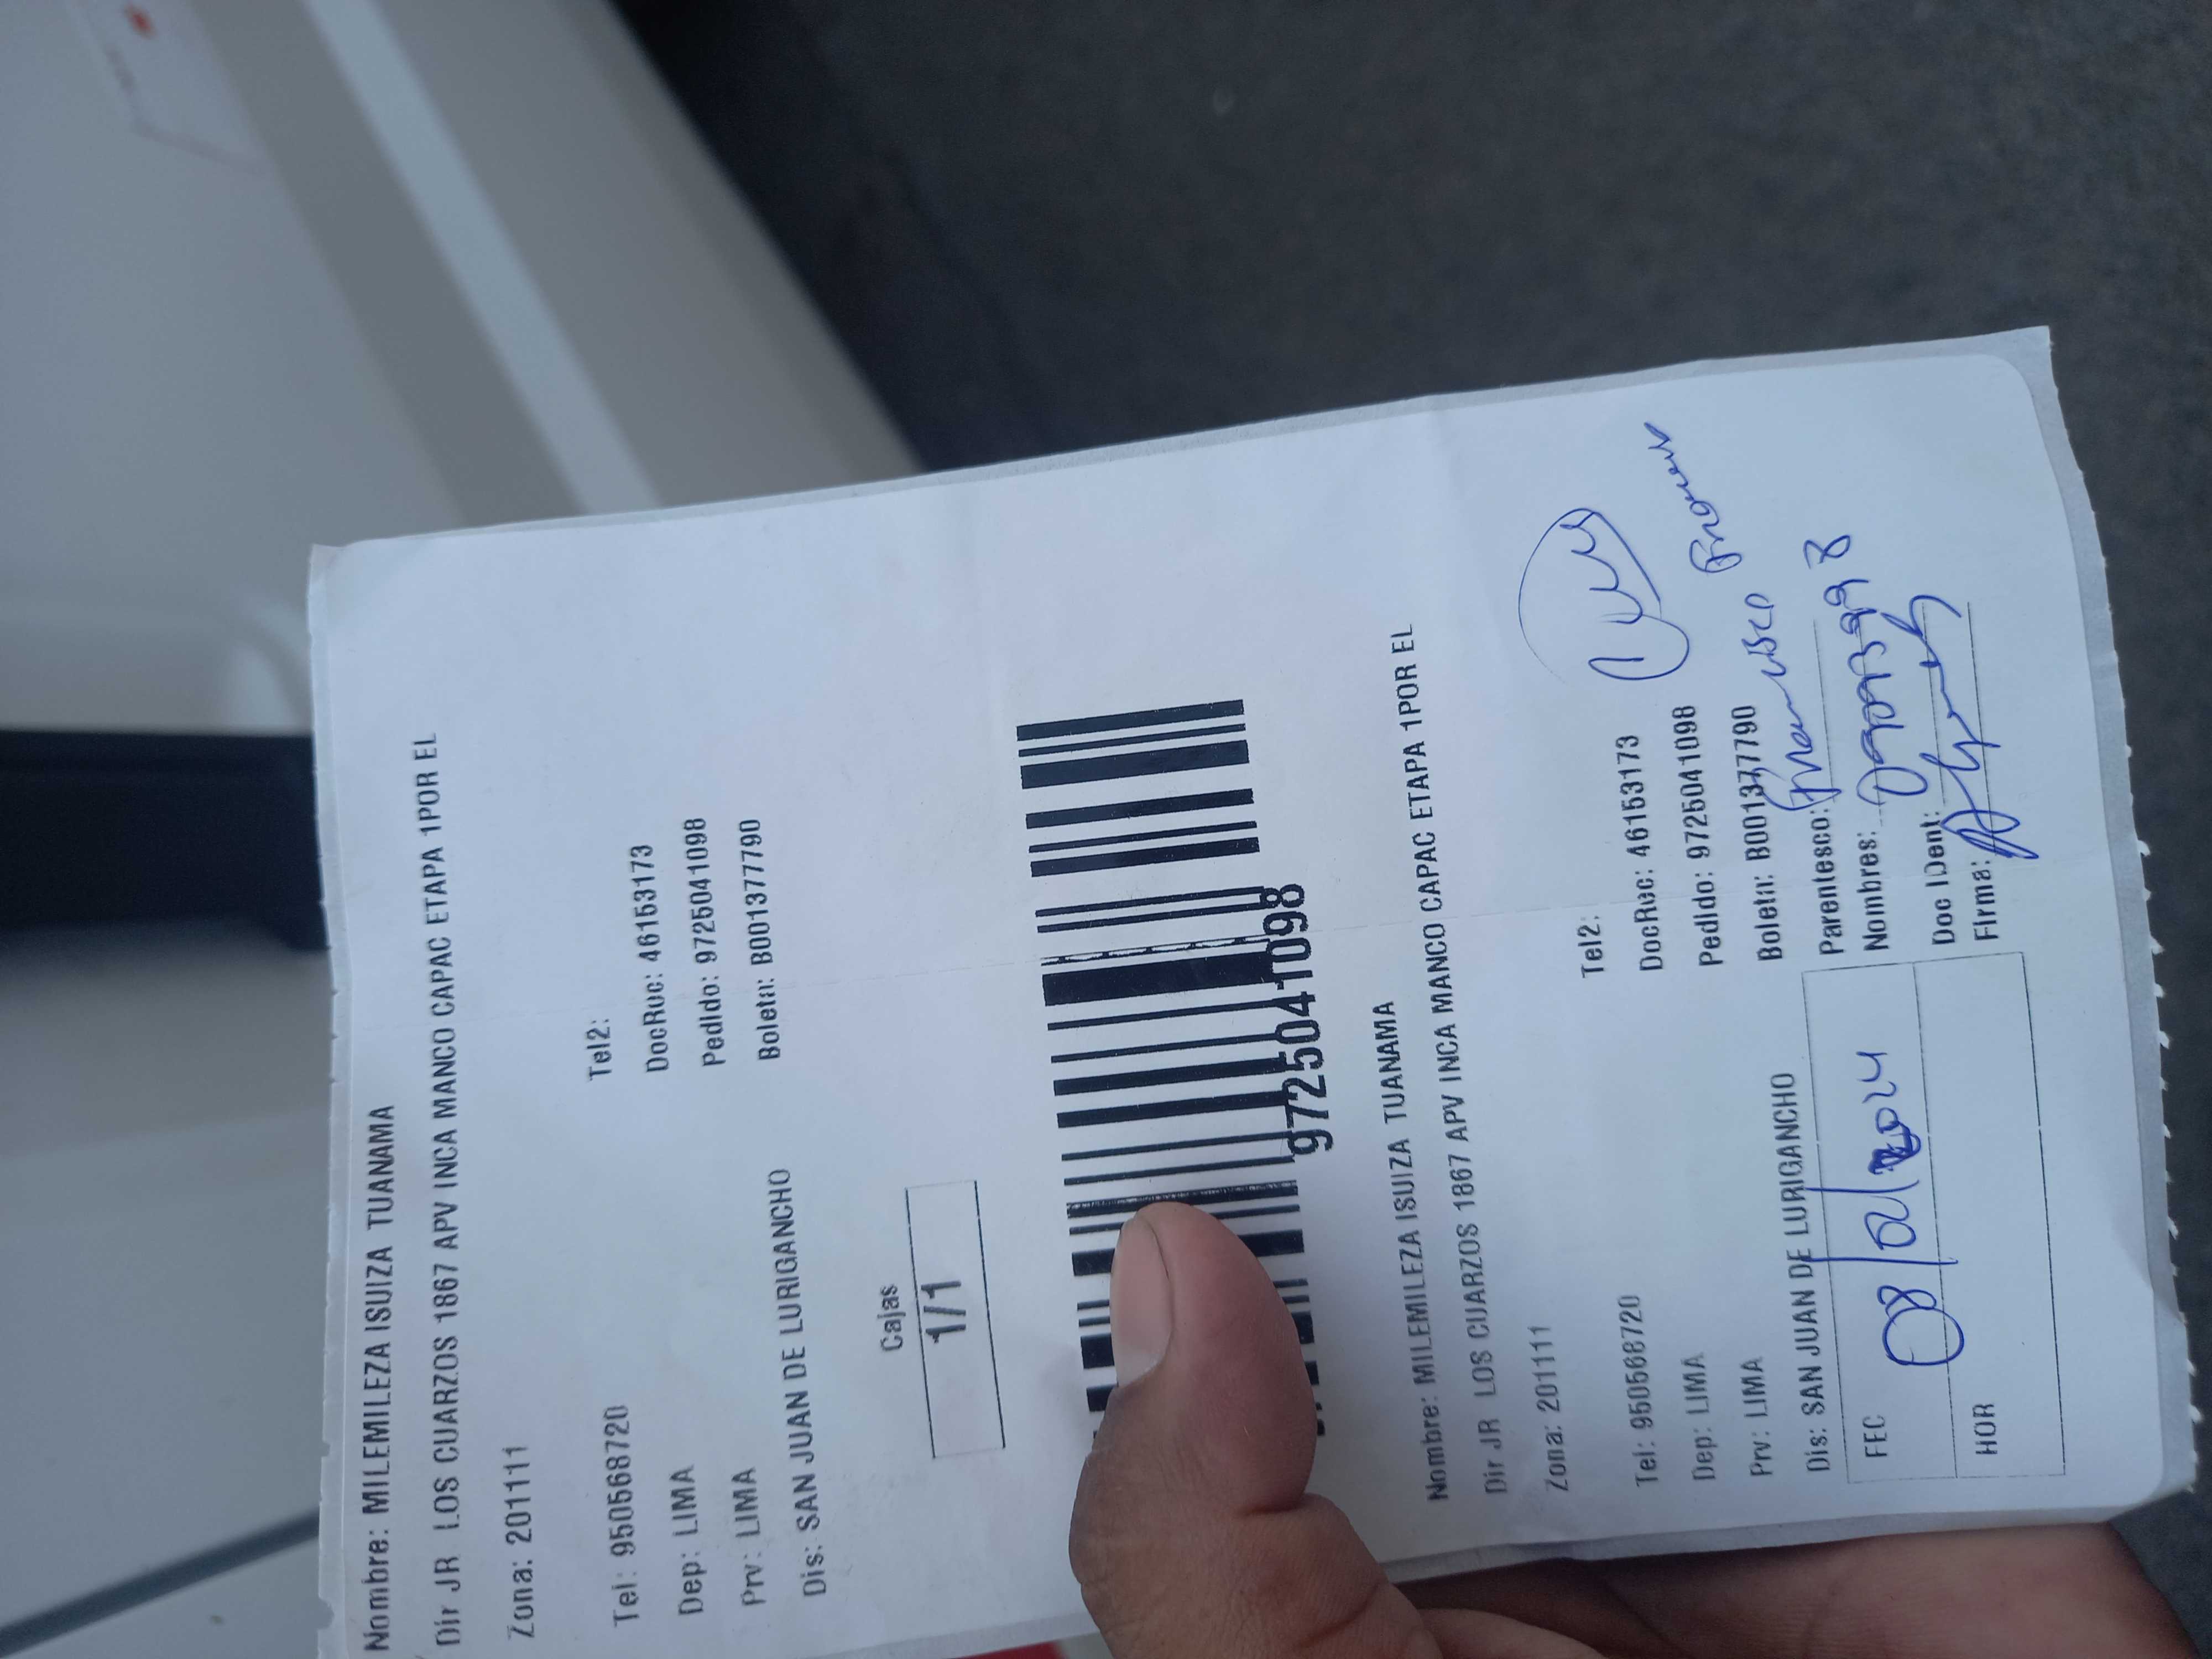 Nombre: MILEMILEZA ISUIZA TUANAMA
Dir JR LOS CUARZOS 1867 APV INCA MANCO CAPAC ETAPA 1POR EL
Zona: 201111
Tel: 950568720 Tel2:
Dep: LIMA DocRuc: 46153173
Prv: LIMA Pedido: 9725041098
Dis: SAN JUAN DE LURIGANCHO Boleta: B001377790
Cajas
1/1
9725041098
Nombre: MILEMILEZA ISUIZA TUANAMA
Dir JR LOS CUARZOS 1867 APV INCA MANCO CAPAC ETAPA 1POR EL
Zona: 201111
Tel: 950568720 Tel2:
Dep: LIMA DocRuc: 46153173
Prv: LIMA Pedido: 9725041098
Dis: SAN JUAN DE LURIGANCHO Boleta: B001377790
FEC Parentesco:
Nombres:
HOR Doc IDent:
Firma: